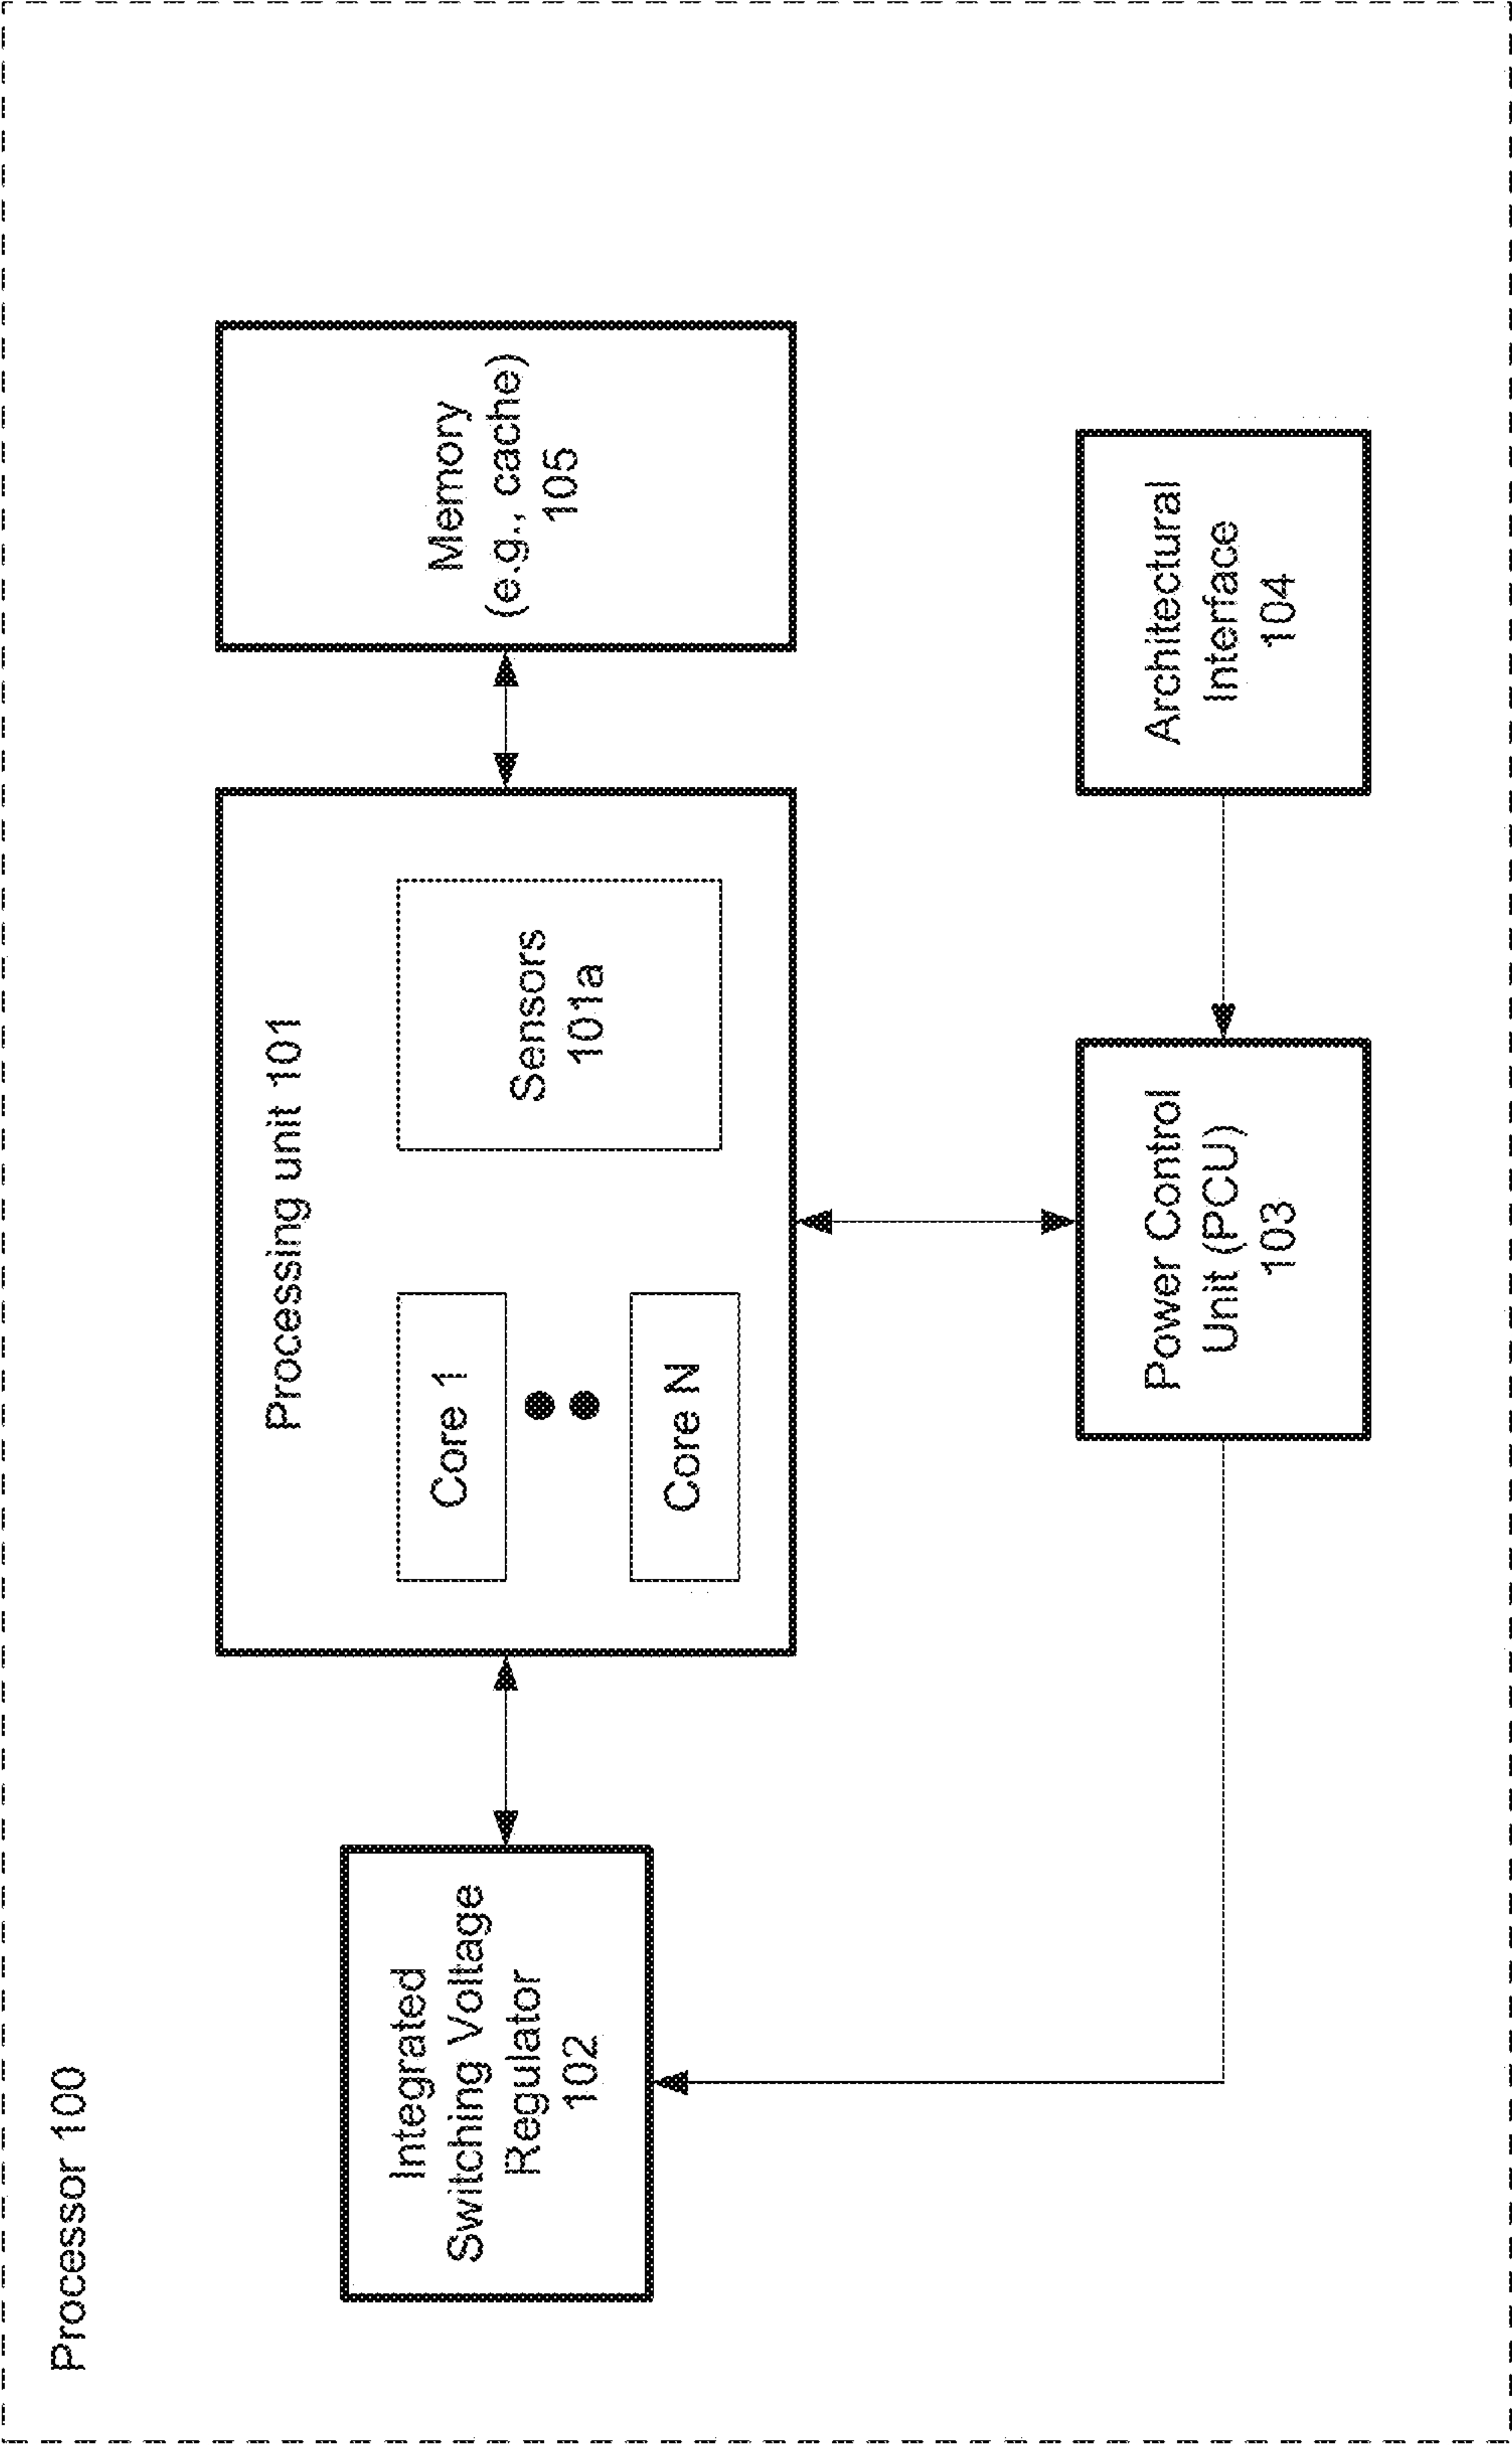 Processor 100
Integrated
Switching Voltage
Regulator
102
Processing unit 101
Core 1
Core N
Sensors
101a
Memory
(e.g., cache)
105
Power Control
Unit (PCU)
103
Architectural
Interface
104